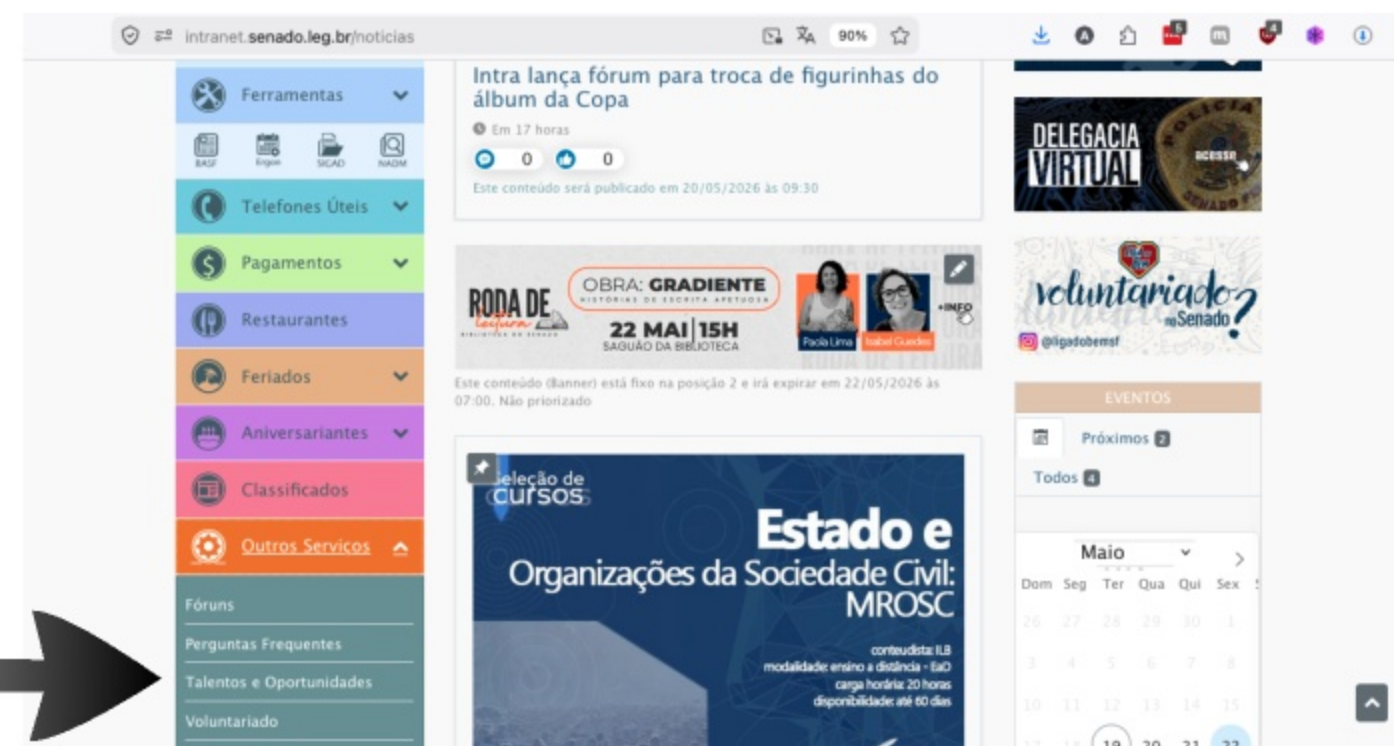 intranet.senado.leg.br/noticias
90%
Ferramentas
BASF
Ergon
SICAD
NADM
Telefones Úteis
Pagamentos
Restaurantes
Feriados
Aniversariantes
Classificados
Outros Serviços
Fóruns
Perguntas Frequentes
Talentos e Oportunidades
Voluntariado
Intra lança fórum para troca de figurinhas do
álbum da Copa
Em 17 horas
0
0
Este conteúdo será publicado em 20/05/2026 às 09:30
RODA DE
leitura
BIBLIOTECA DO SENADO
OBRA: GRADIENTE
HISTÓRIAS DE ESCRITA AFETUOSA
22 MAI|15H
SAGUÃO DA BIBLIOTECA
Paola Lima
Isabel Guedes
+INFO
Este conteúdo (Banner) está fixo na posição 2 e irá expirar em 22/05/2026 às
07:00. Não priorizado
Seleção de
cursos
Estado e
Organizações da Sociedade Civil:
MROSC
conteudista: ILB
modalidade: ensino a distância - EaD
carga horária: 20 horas
disponibilidade: até 60 dias
DELEGACIA
VIRTUAL
acesse
voluntariado
no Senado?
@ligadobemsf
EVENTOS
Próximos 2
Todos 4
Maio
Dom Seg Ter Qua Qui Sex
26 27 28 29 30 1
3 4 5 6 7 8
10 11 12 13 14 15
17 18 19 20 21 22